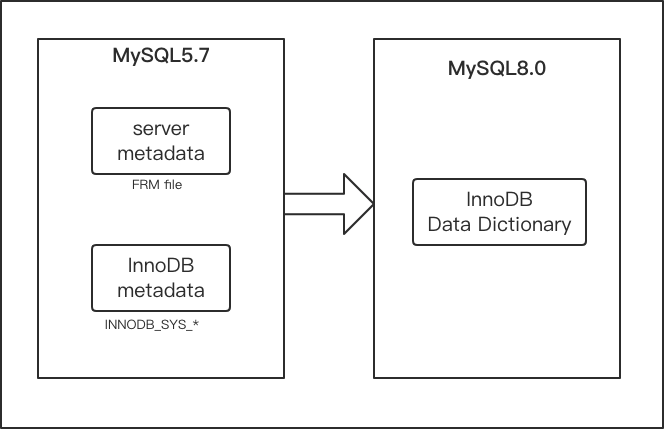 MySQL5.7
server
metadata
FRM file
InnoDB
metadata
INNODB_SYS_*
MySQL8.0
InnoDB
Data Dictionary